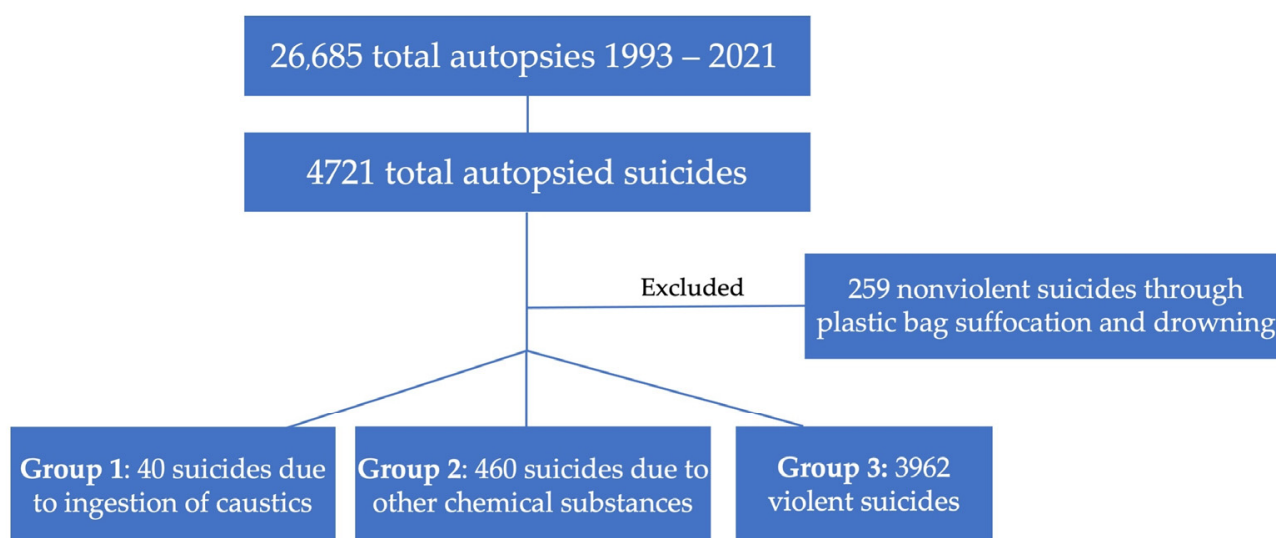 26,685 total autopsies 1993 – 2021
4721 total autopsied suicides
Excluded
259 nonviolent suicides through
plastic bag suffocation and drowning
Group 1: 40 suicides due
to ingestion of caustics
Group 2: 460 suicides due to
other chemical substances
Group 3: 3962
violent suicides